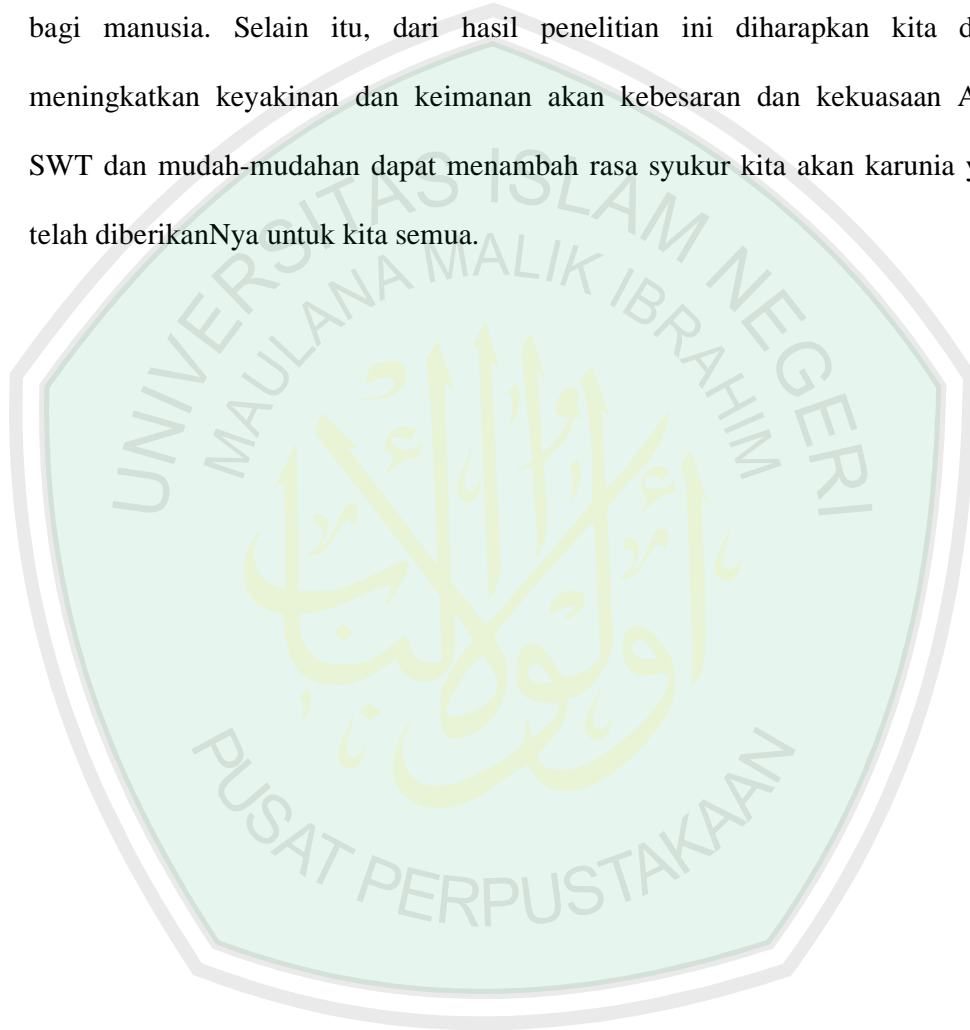 bagi manusia. Selain itu, dari hasil penelitian ini diharapkan kita d
meningkatkan keyakinan dan keimanan akan kebesaran dan kekuasaan A
SWT dan mudah-mudahan dapat menambah rasa syukur kita akan karunia y
telah diberikanNya untuk kita semua.
UNIVERSITAS ISLAM NEGERI
MAULANA MALIK IBRAHIM
أولوا الألباب
PUSAT PERPUSTAKAAN